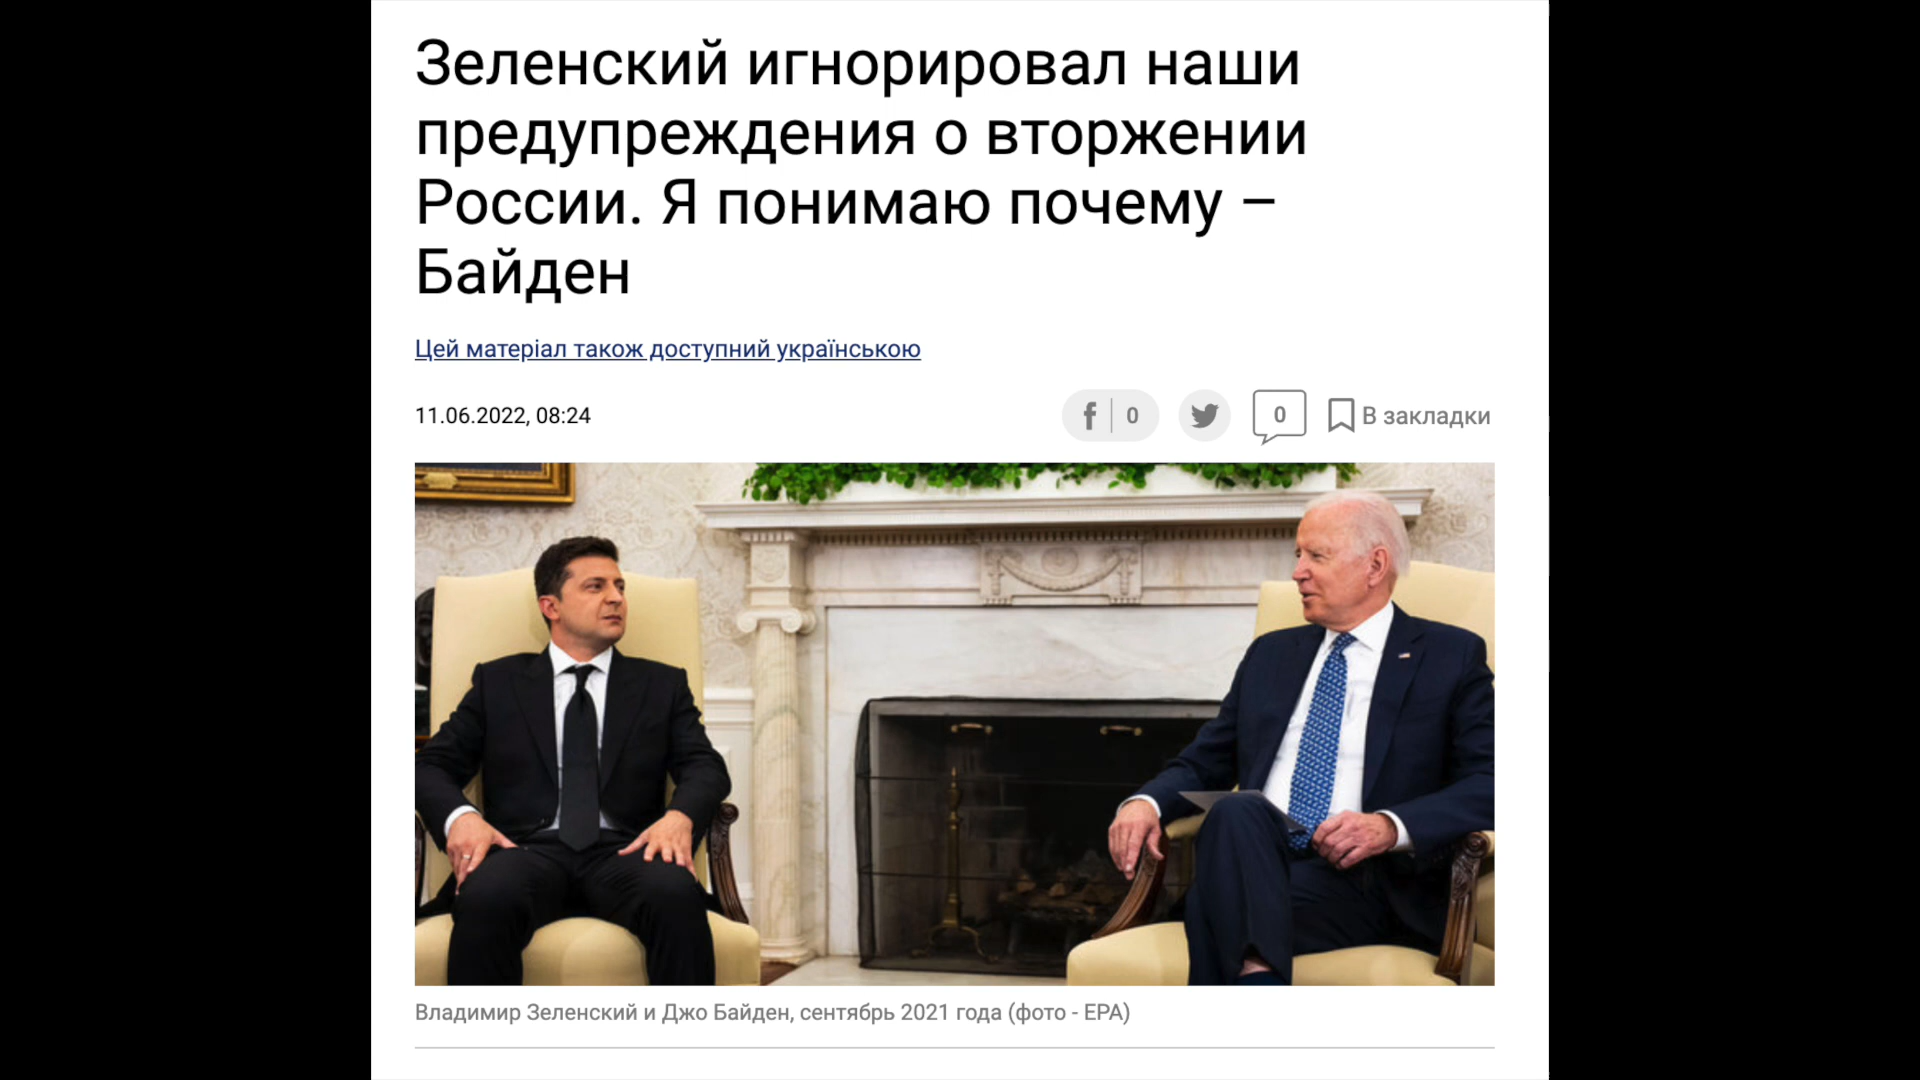 Зеленский игнорировал наши
предупреждения о вторжении
России. Я понимаю почему –
Байден
Цей матеріал також доступний українською
11.06.2022, 08:24
f 0
0
В закладки
Владимир Зеленский и Джо Байден, сентябрь 2021 года (фото - EPA)